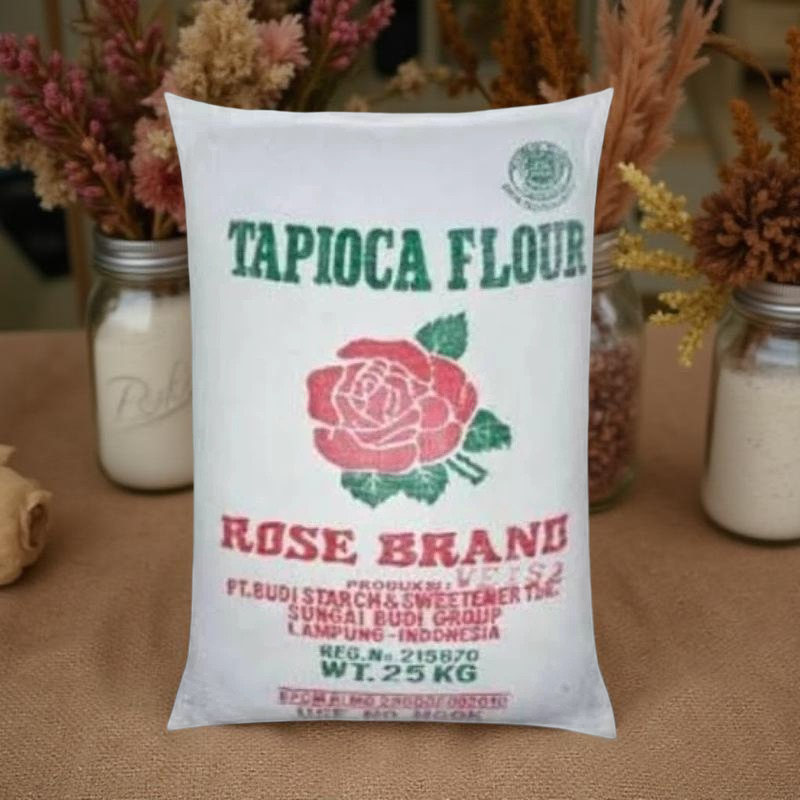 TAPIOCA FLOUR
ROSE BRAND
PRODUKSI:
PT. BUDI STARCH & SWEETENER Tbk.
SUNGAI BUDI GROUP
LAMPUNG-INDONESIA
REG.No. 215870
WT. 25 KG
USE NO HOOK